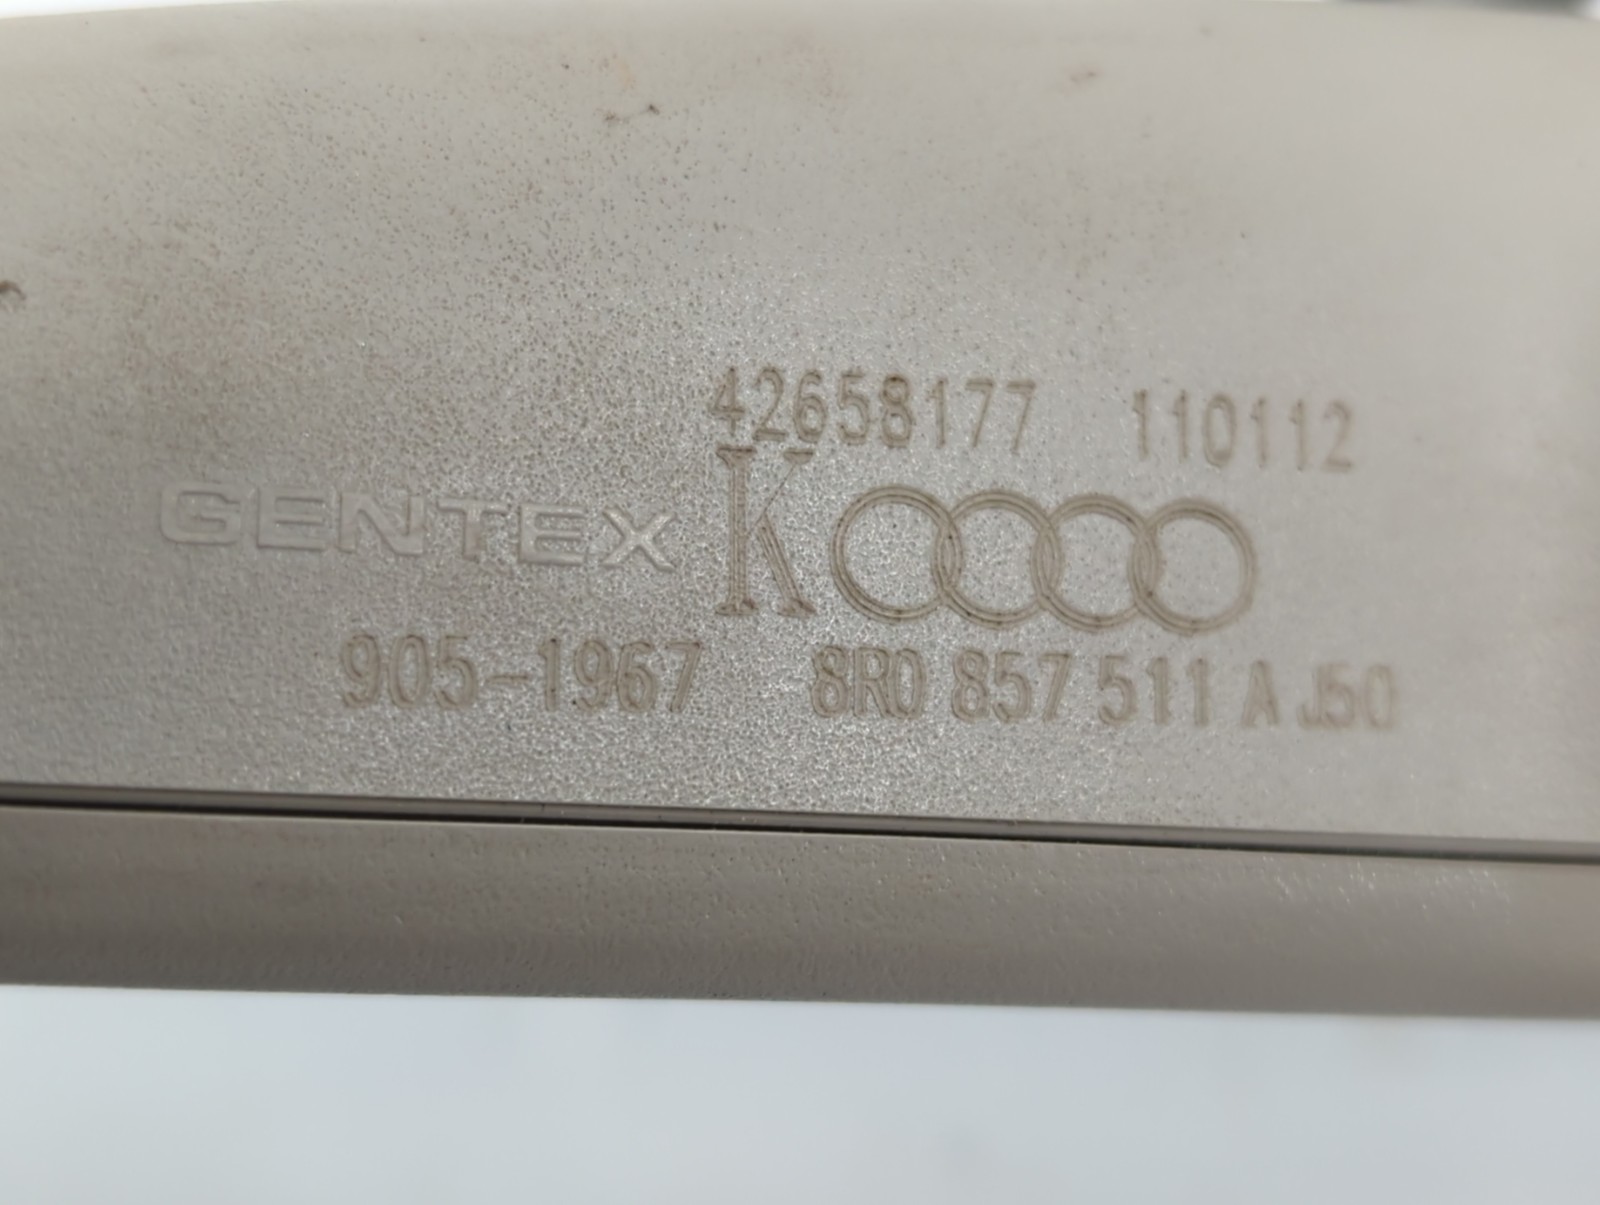 42658177 110112
GENTEX K
905-1967 8R0 857 511 A J50